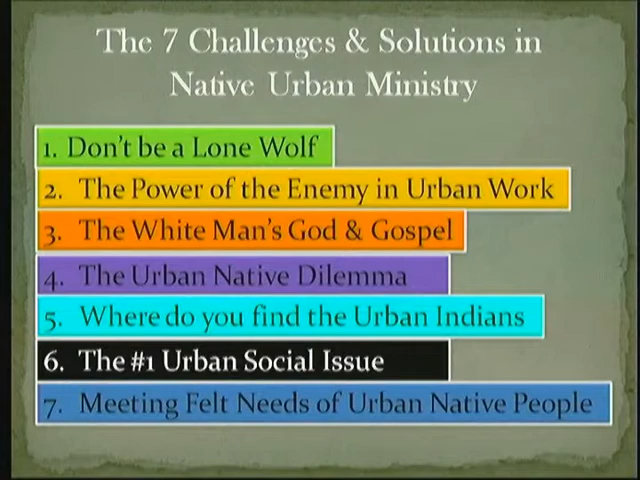 The 7 Challenges & Solutions in
Native Urban Ministry
1. Don't be a Lone Wolf
2. The Power of the Enemy in Urban Work
3. The White Man's God & Gospel
4. The Urban Native Dilemma
5. Where do you find the Urban Indians
6. The #1 Urban Social Issue
7. Meeting Felt Needs of Urban Native People